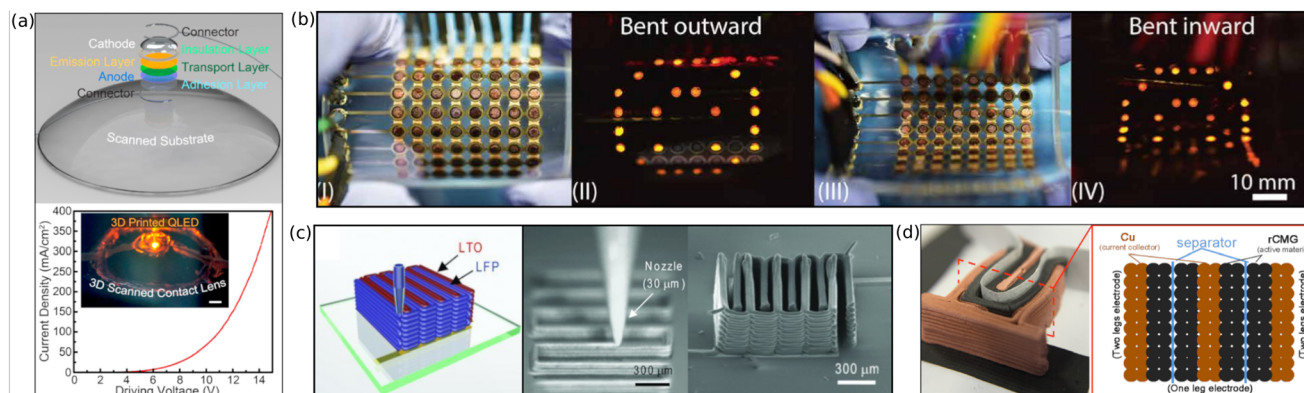 (a)
Connector
Cathode
Insulation Layer
Emission Layer
Transport Layer
Anode
Adhesion Layer
Connector
Scanned Substrate
Current Density (mA/cm²)
400
350
300
250
200
150
100
50
0
3D Printed QLED
3D Scanned Contact Lens
0 2 4 6 8 10 12 14
Driving Voltage (V)
(b)
(I)
Bent outward
(II)
(III)
Bent inward
(IV)
10 mm
(c)
LTO
LFP
Nozzle
(30 μm)
300 μm
300 μm
(d)
Cu
(current collector)
separator
rCMG
(active materi
(Two legs electrode)
(Two legs electrode)
(One leg electrode)